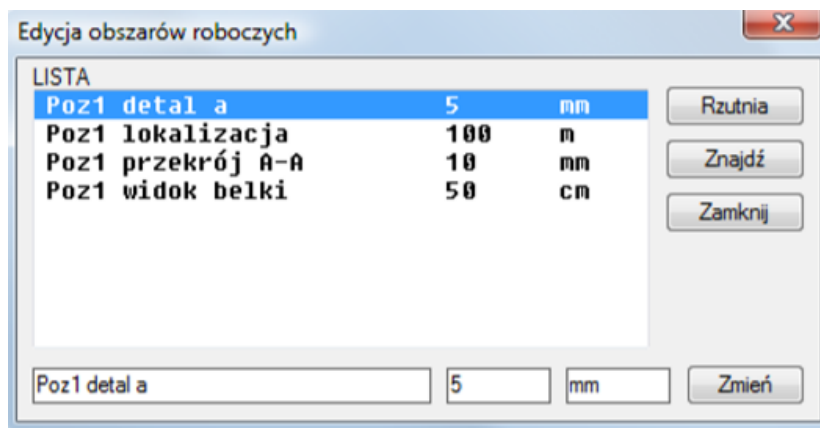 Edycja obszarów roboczych
LISTA
Poz1 detal a 5 mm
Poz1 lokalizacja 100 m
Poz1 przekrój A-A 10 mm
Poz1 widok belki 50 cm
Rzutnia
Znajdź
Zamknij
Poz1 detal a 5 mm Zmień